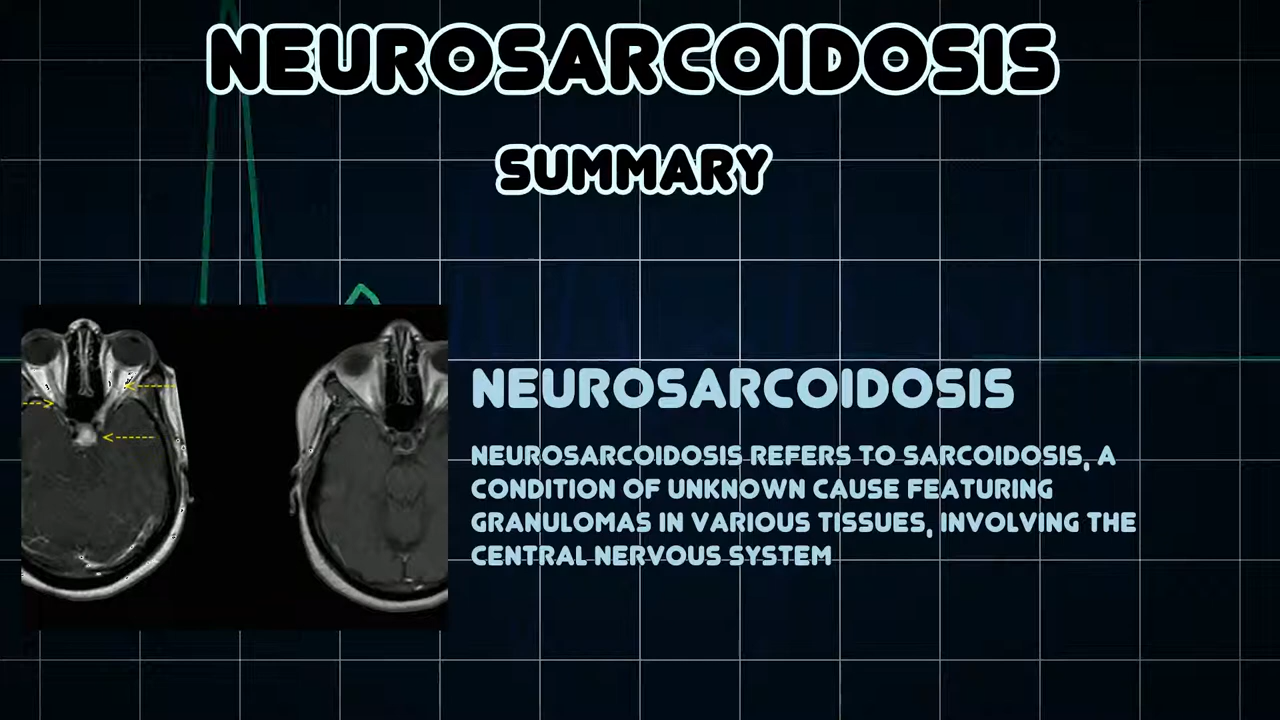 NEUROSARCOIDOSIS
SUMMARY
NEUROSARCOIDOSIS
NEUROSARCOIDOSIS REFERS TO SARCOIDOSIS, A
CONDITION OF UNKNOWN CAUSE FEATURING
GRANULOMAS IN VARIOUS TISSUES, INVOLVING THE
CENTRAL NERVOUS SYSTEM